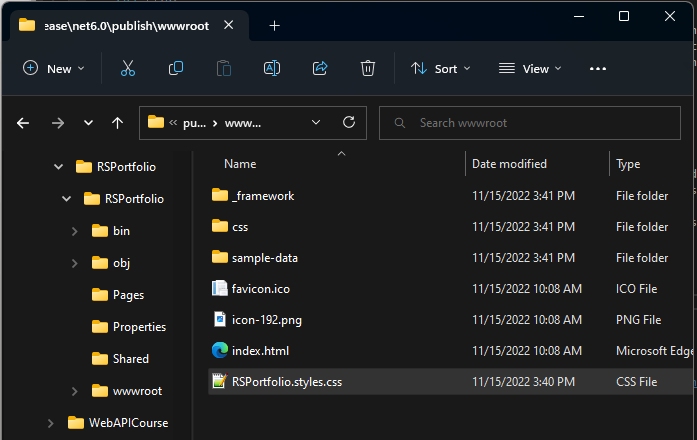 ease\net6.0\publish\wwwroot
New
Sort
View
pu... www...
Search wwwroot
RSPortfolio
RSPortfolio
bin
obj
Pages
Properties
Shared
wwwroot
WebAPICourse
Name Date modified Type
_framework 11/15/2022 3:41 PM File folder
css 11/15/2022 3:41 PM File folder
sample-data 11/15/2022 3:41 PM File folder
favicon.ico 11/15/2022 10:08 AM ICO File
icon-192.png 11/15/2022 10:08 AM PNG File
index.html 11/15/2022 10:08 AM Microsoft Edge
RSPortfolio.styles.css 11/15/2022 3:40 PM CSS File